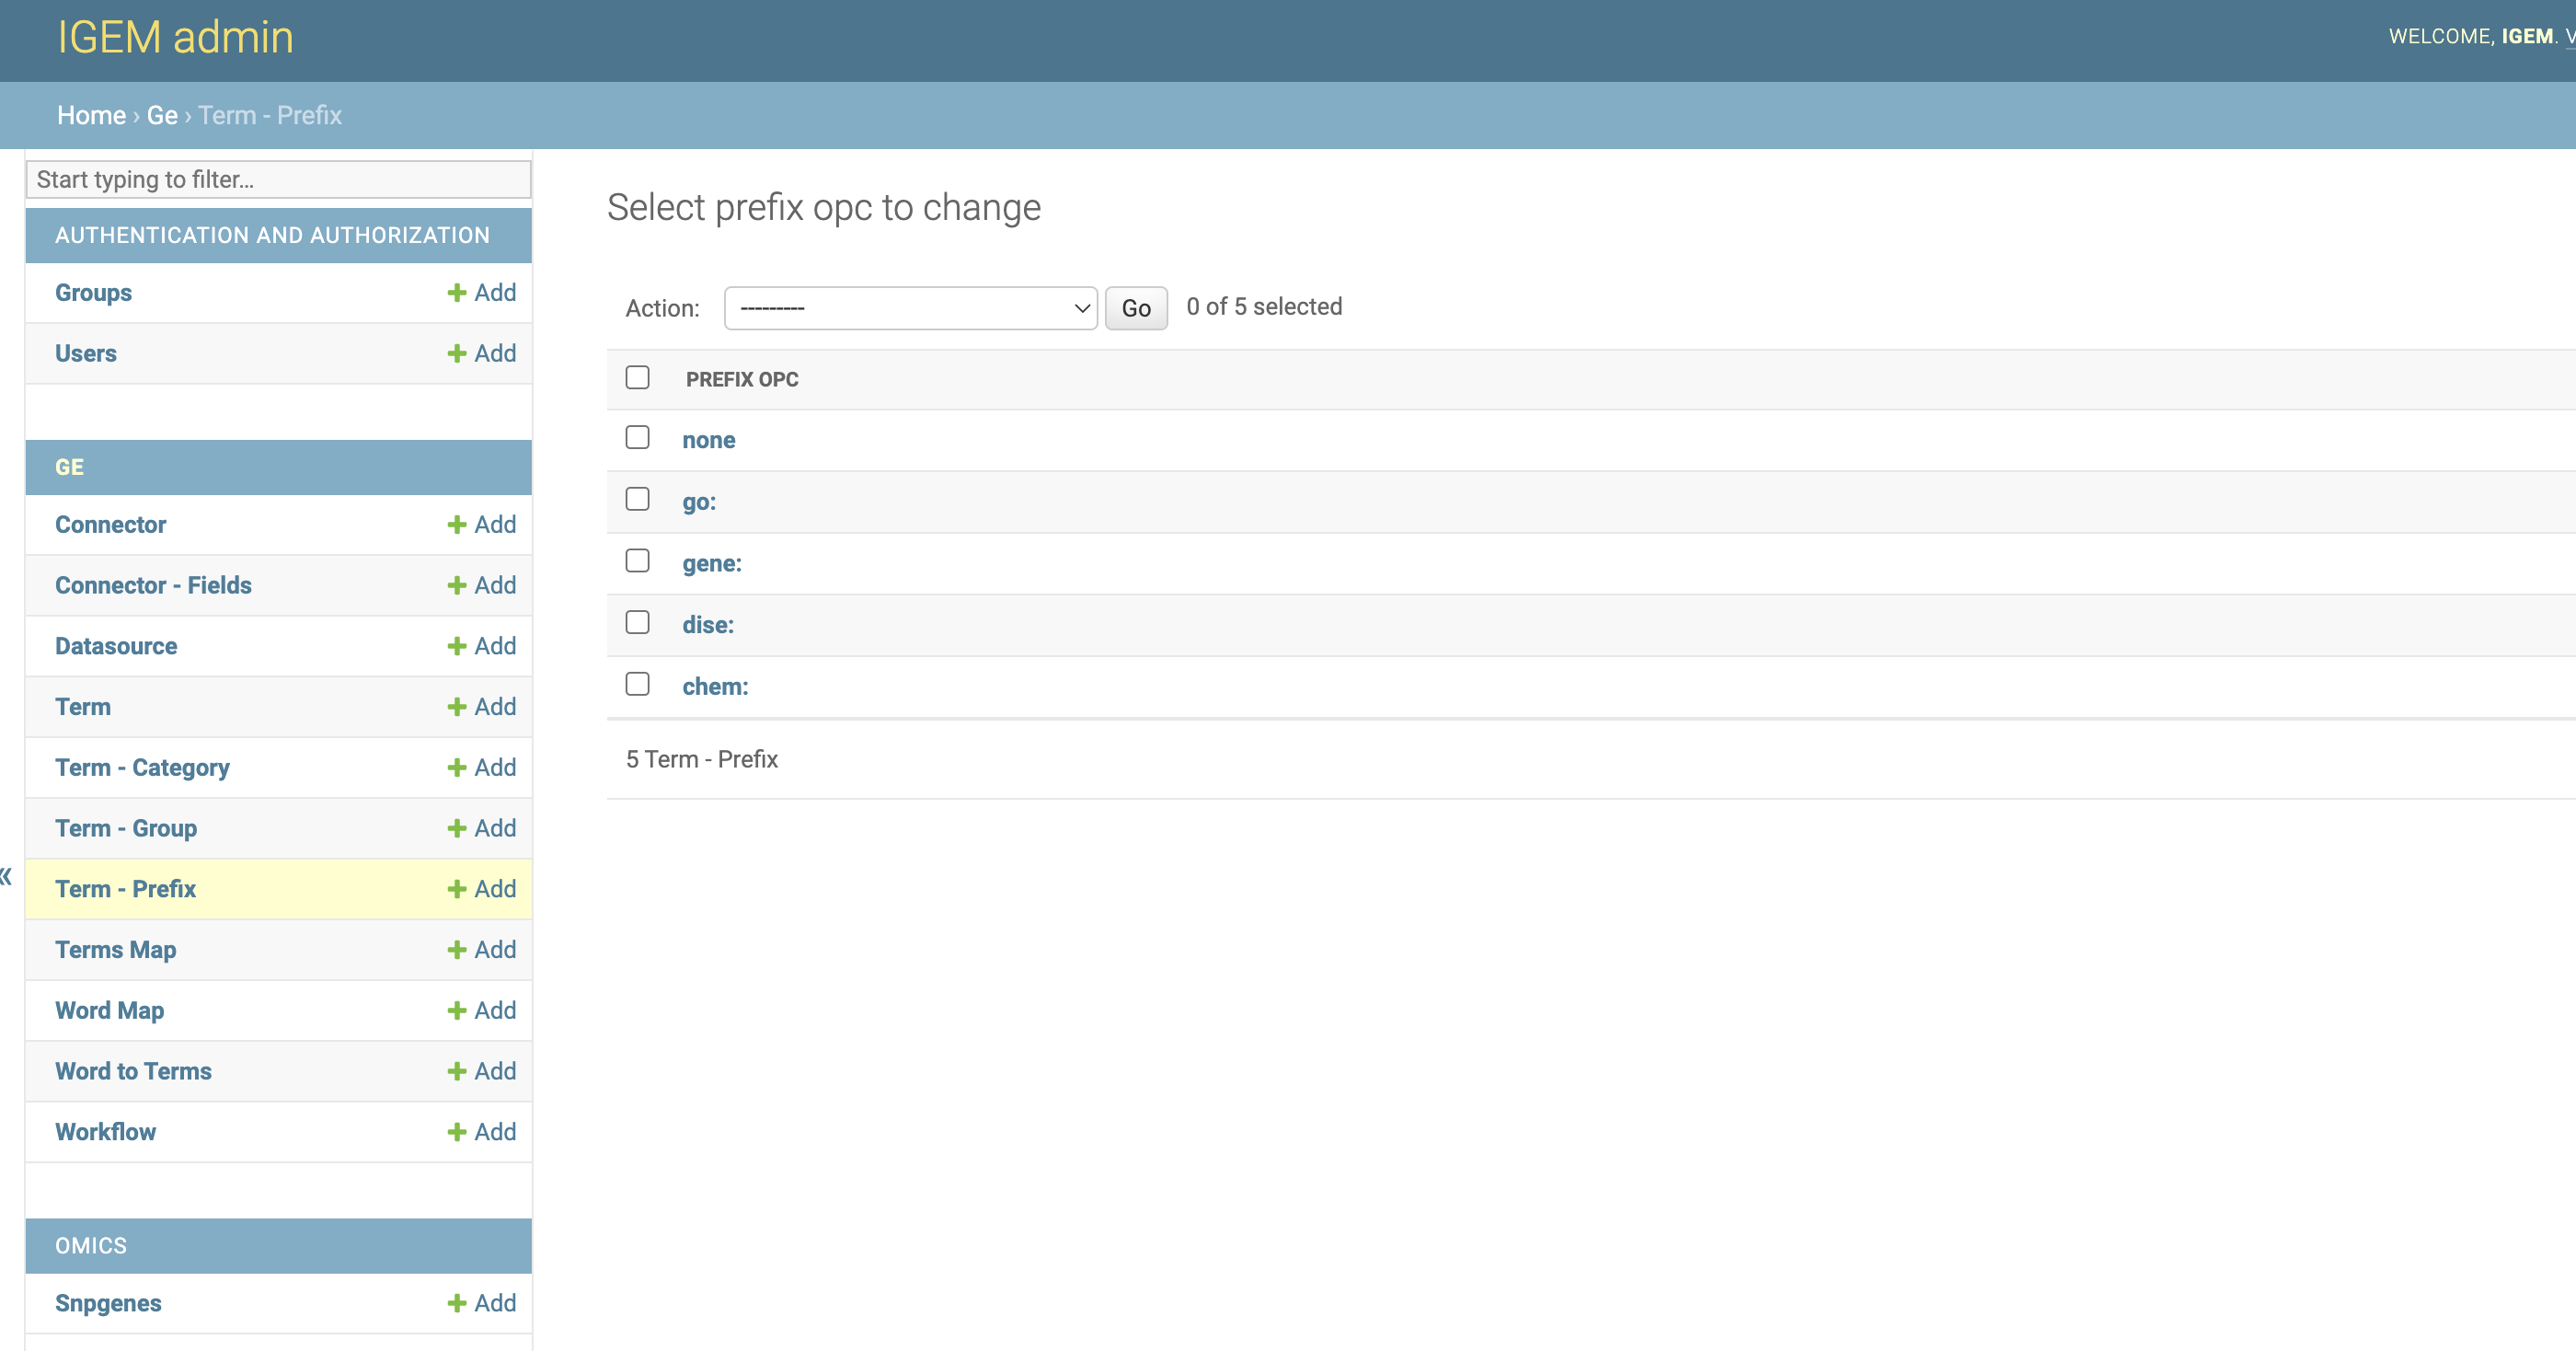 IGEM admin
WELCOME, IGEM.
Home › Ge › Term - Prefix
Start typing to filter...
AUTHENTICATION AND AUTHORIZATION
Groups + Add
Users + Add
GE
Connector + Add
Connector - Fields + Add
Datasource + Add
Term + Add
Term - Category + Add
Term - Group + Add
Term - Prefix + Add
Terms Map + Add
Word Map + Add
Word to Terms + Add
Workflow + Add
OMICS
Snpgenes + Add
«
Select prefix opc to change
Action: --------- Go 0 of 5 selected
PREFIX OPC
none
go:
gene:
dise:
chem:
5 Term - Prefix